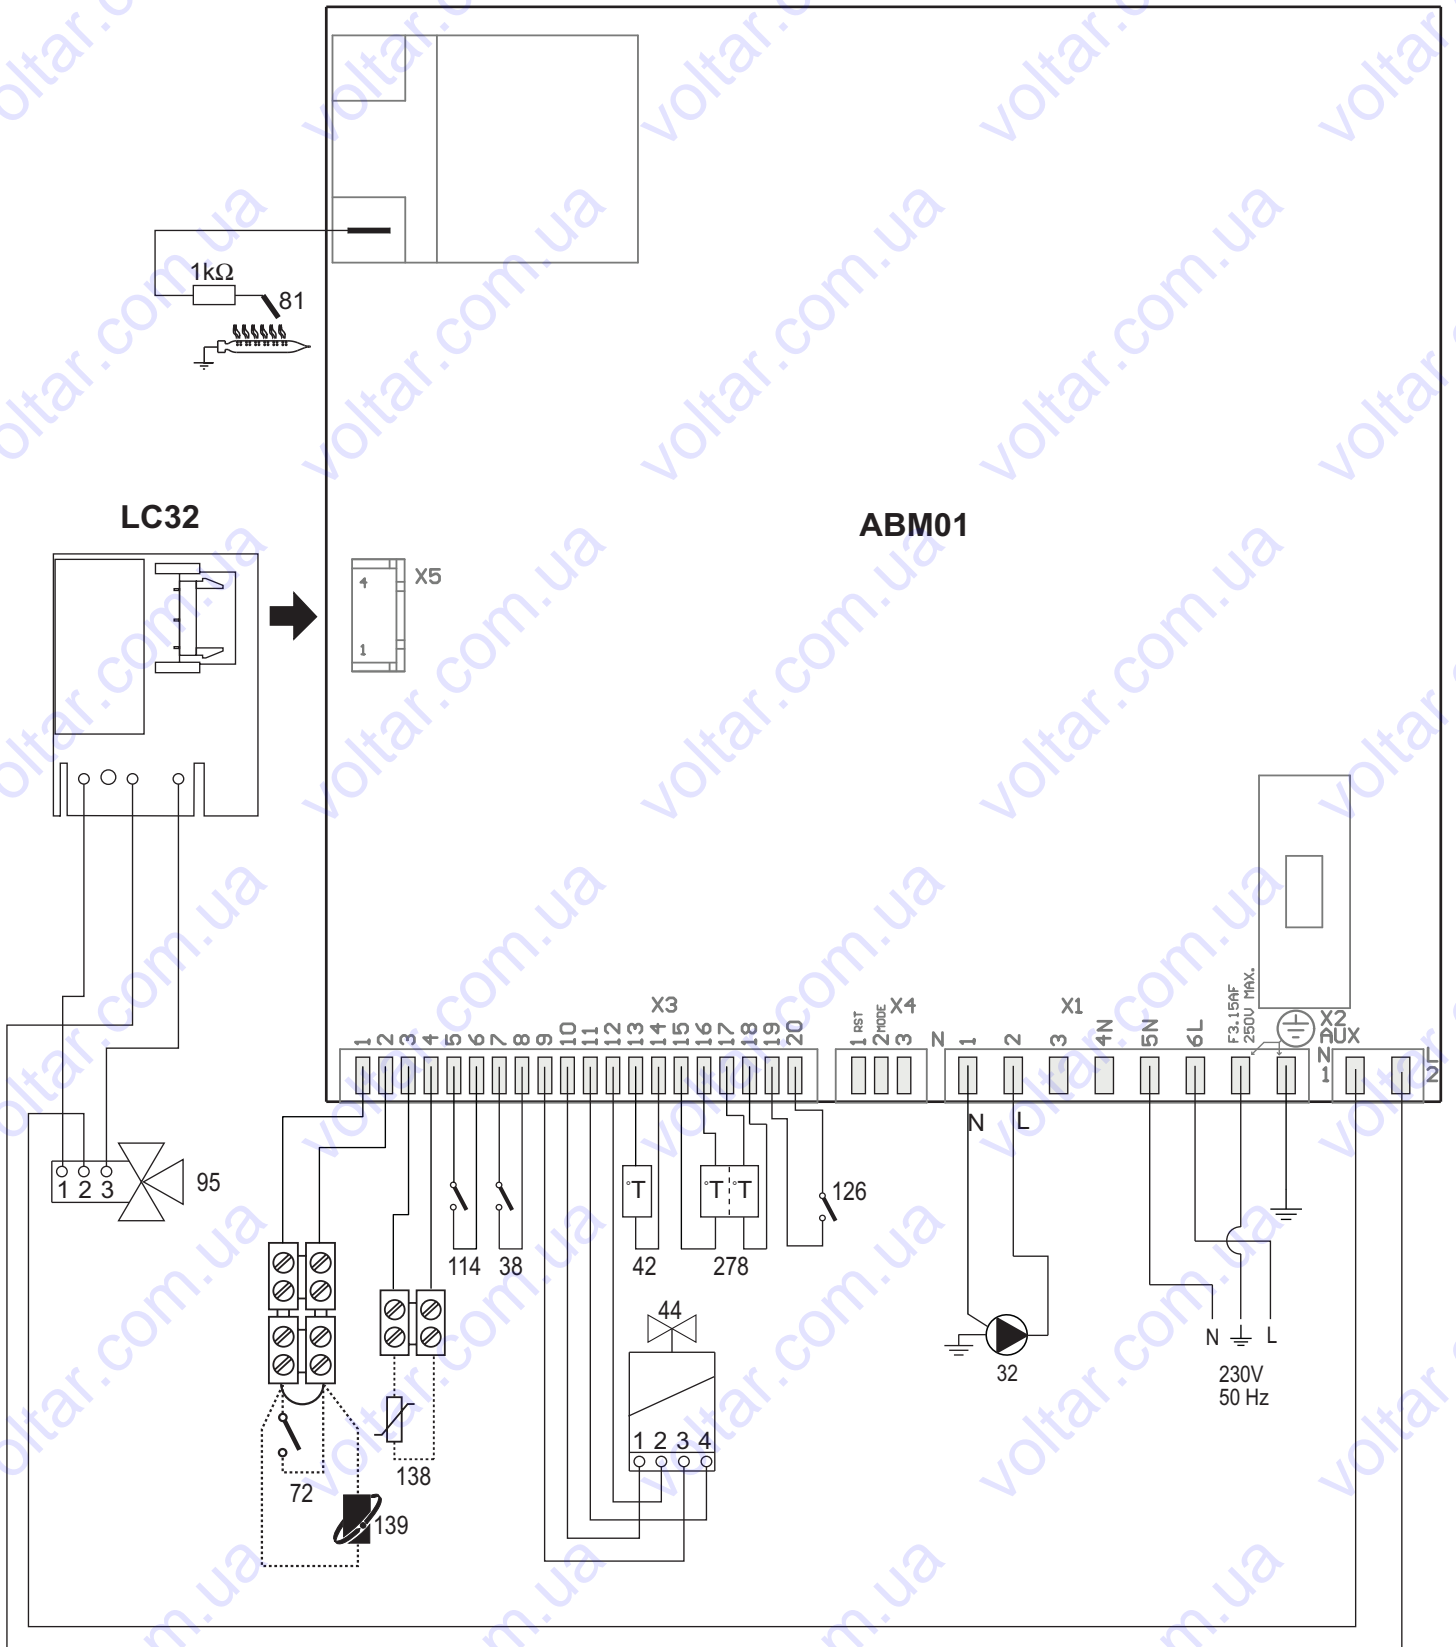 1kΩ
81
LC32
ABM01
4
X5
1
F3.15AF
250V MAX.
X3
X4
X1
X2
AUX
1 2 3 4 5 6 7 8 9 10 11 12 13 14 15 16 17 18 19 20
1 RST
2 MODE
3
N
1 2 3 4N 5N 6L
N
1
L
2
N L
1 2 3
95
°T
°T °T
126
114 38
42
278
44
32
N L
230V
50 Hz
1 2 3 4
138
72
139
voltar.com.ua